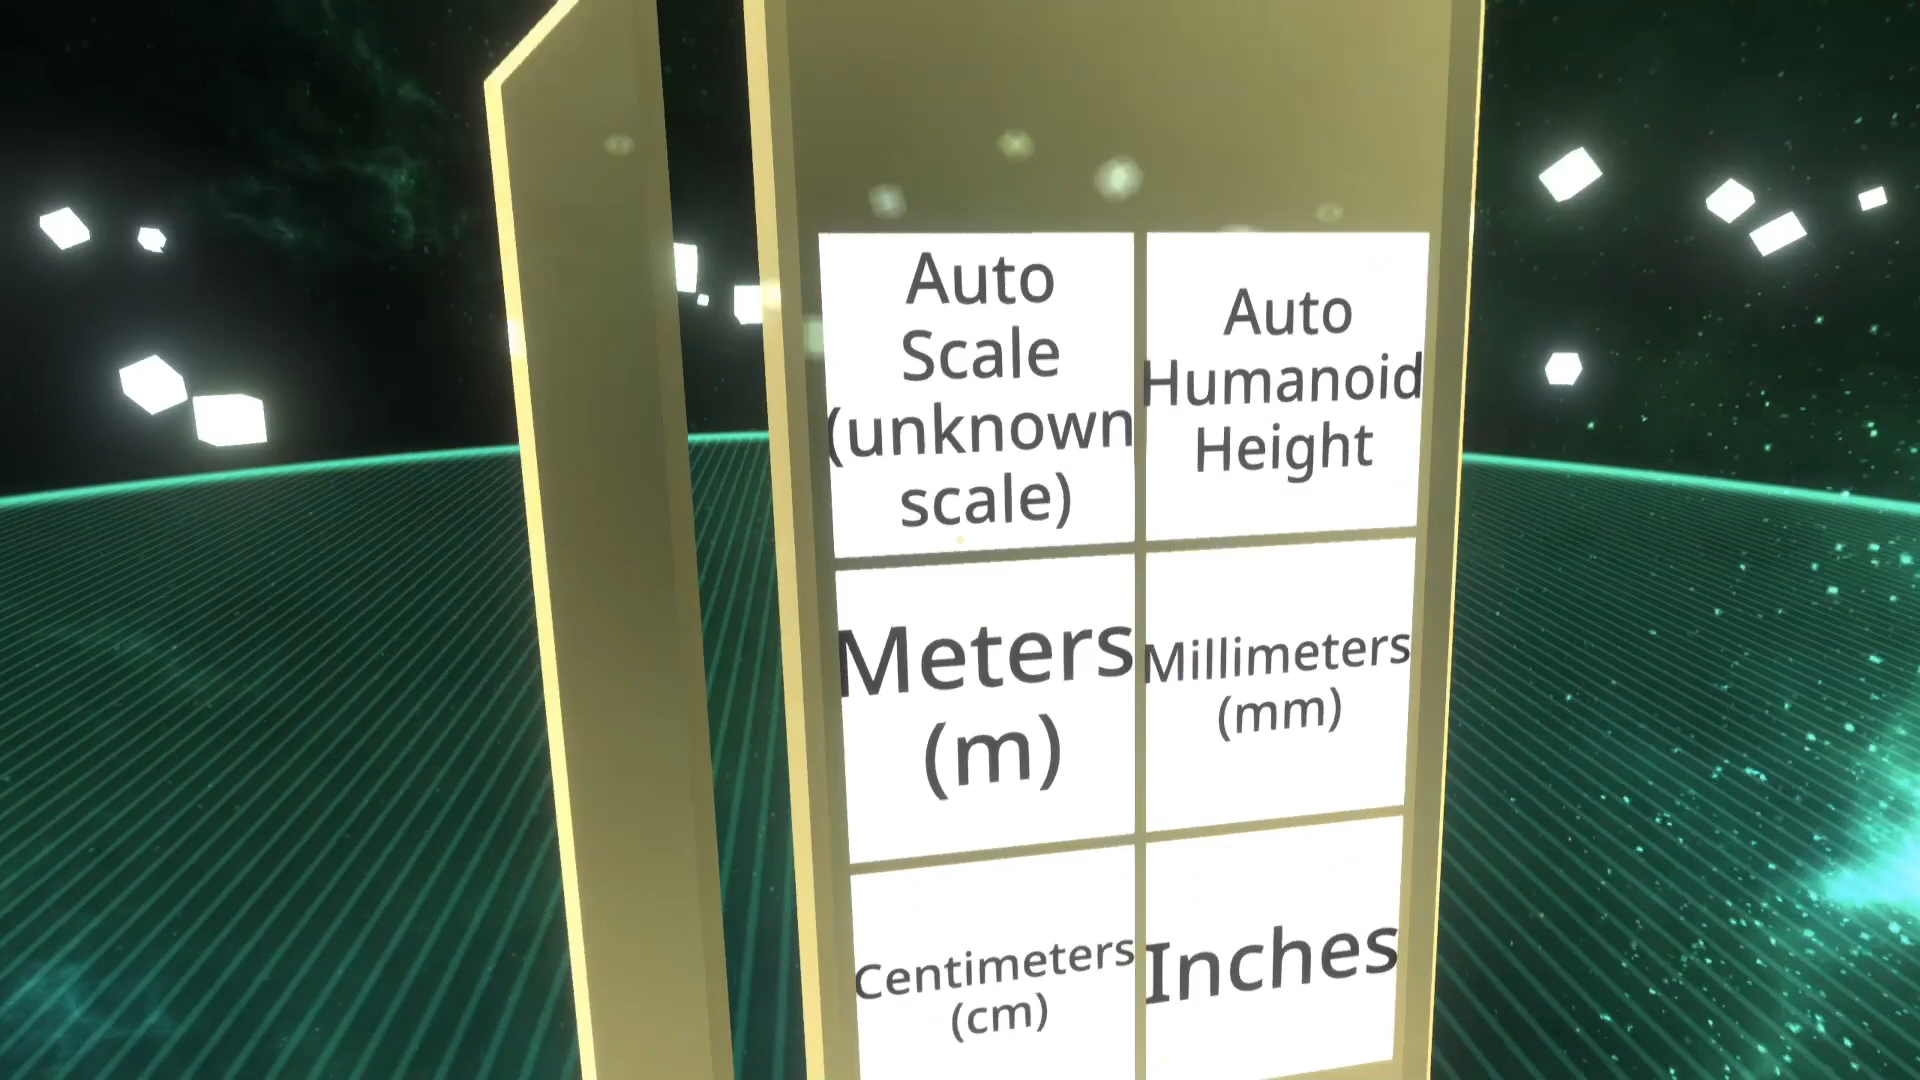 Auto
Scale
(unknown
scale)
Auto
Humanoid
Height
Meters
(m)
Millimeters
(mm)
Centimeters
(cm)
Inches